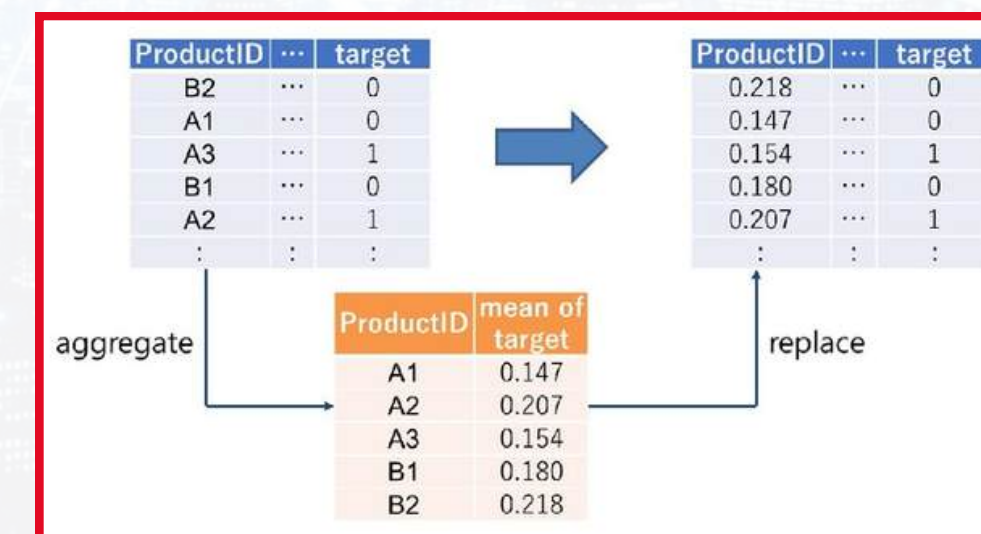 ProductID ... target
B2 ... 0
A1 ... 0
A3 ... 1
B1 ... 0
A2 ... 1
: : :
ProductID ... target
0.218 ... 0
0.147 ... 0
0.154 ... 1
0.180 ... 0
0.207 ... 1
: : :
aggregate
ProductID mean of
target
A1 0.147
A2 0.207
A3 0.154
B1 0.180
B2 0.218
replace